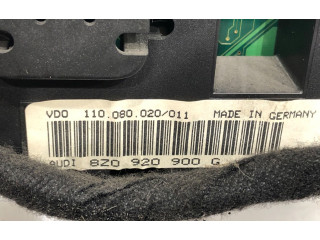 VDO 110.080.020/011 MADE IN GERMANY
AUDI 8Z0 920 900 G